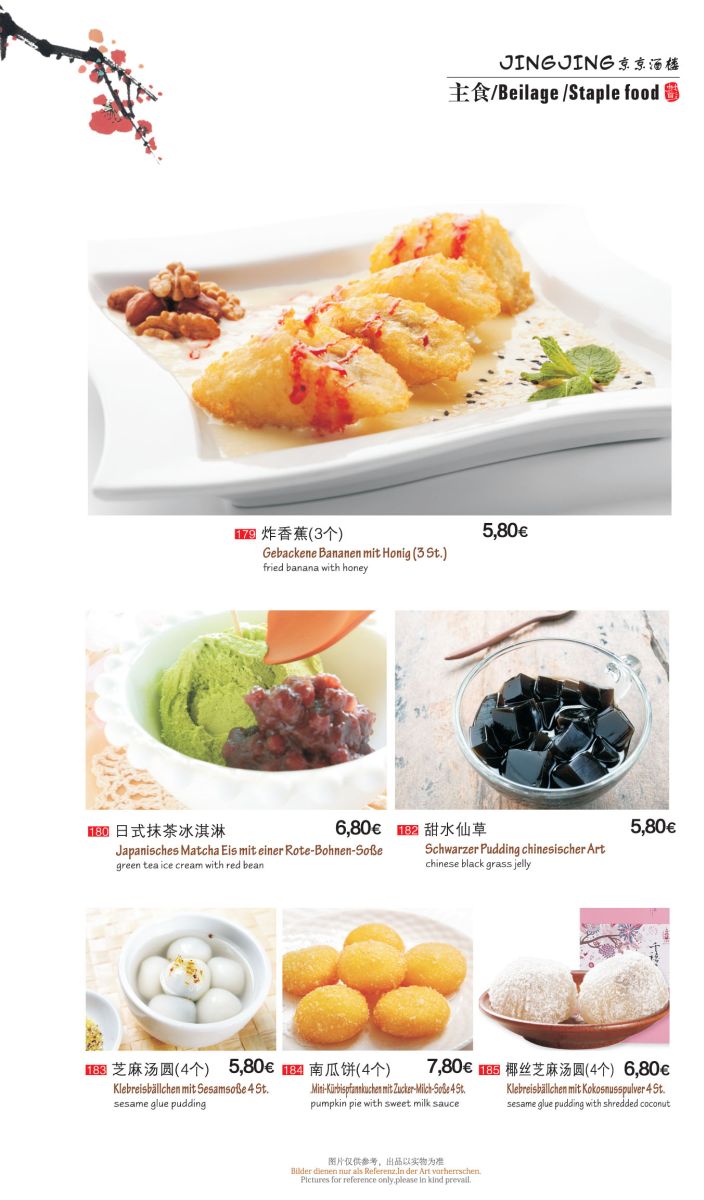 JINGJING 京京酒楼
主食/Beilage /Staple food
179 炸香蕉(3个) 5,80€
Gebackene Bananen mit Honig (3 St.)
fried banana with honey
180 日式抹茶冰淇淋 6,80€
Japanisches Matcha Eis mit einer Rote-Bohnen-Soße
green tea ice cream with red bean
182 甜水仙草 5,80€
Schwarzer Pudding chinesischer Art
chinese black grass jelly
183 芝麻汤圆(4个) 5,80€
Klebreisbällchen mit Sesamsoße 4 St.
sesame glue pudding
184 南瓜饼(4个) 7,80€
.Mini-Kürbispfannkuchen mit Zucker-Milch-Soße 4 St.
pumpkin pie with sweet milk sauce
185 椰丝芝麻汤圆(4个) 6,80€
Klebreisbällchen mit Kokosnusspulver 4 St.
sesame glue pudding with shredded coconut
图片仅供参考，出品以实物为准
Bilder dienen nur als Referenz,In der Art vorherrschen.
Pictures for reference only,please in kind prevail.